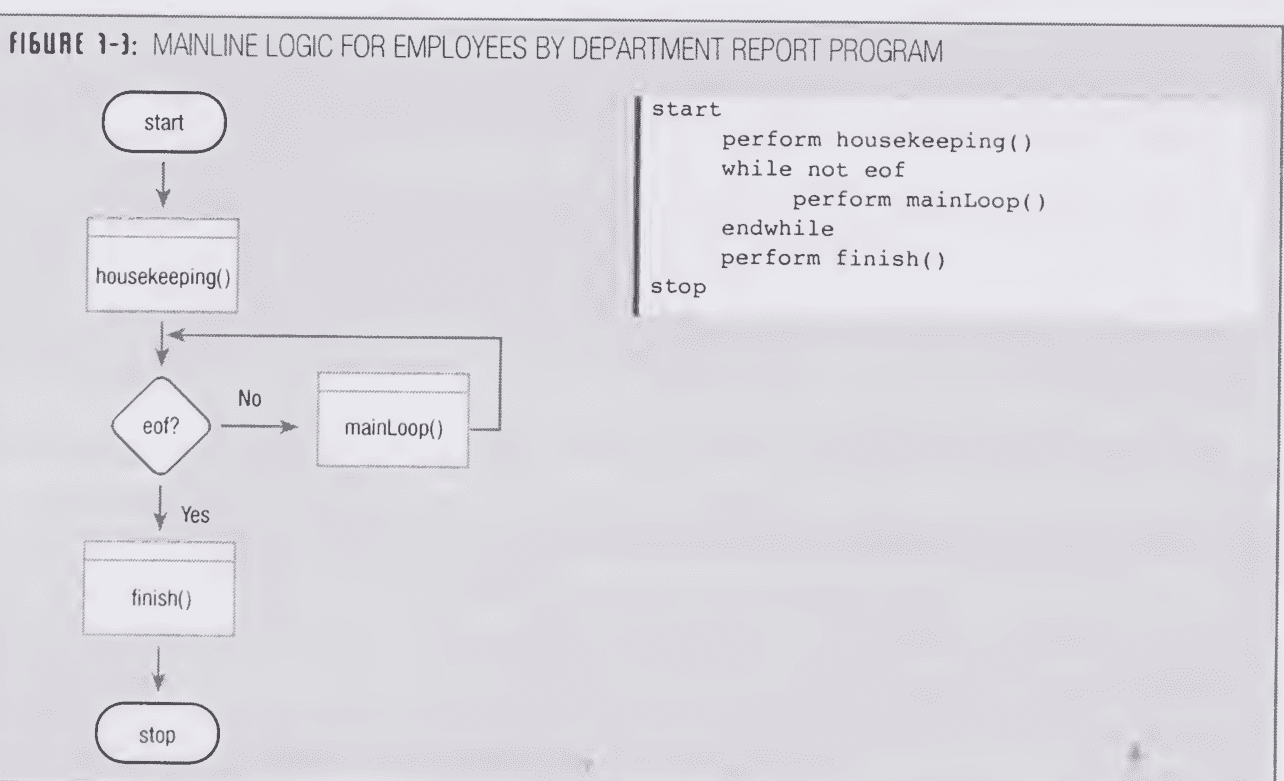 FIGURE 7-3: MAINLINE LOGIC FOR EMPLOYEES BY DEPARTMENT REPORT PROGRAM
start
housekeeping()
eof?
No
mainLoop()
Yes
finish()
stop
start
perform housekeeping()
while not eof
perform mainLoop()
endwhile
perform finish()
stop